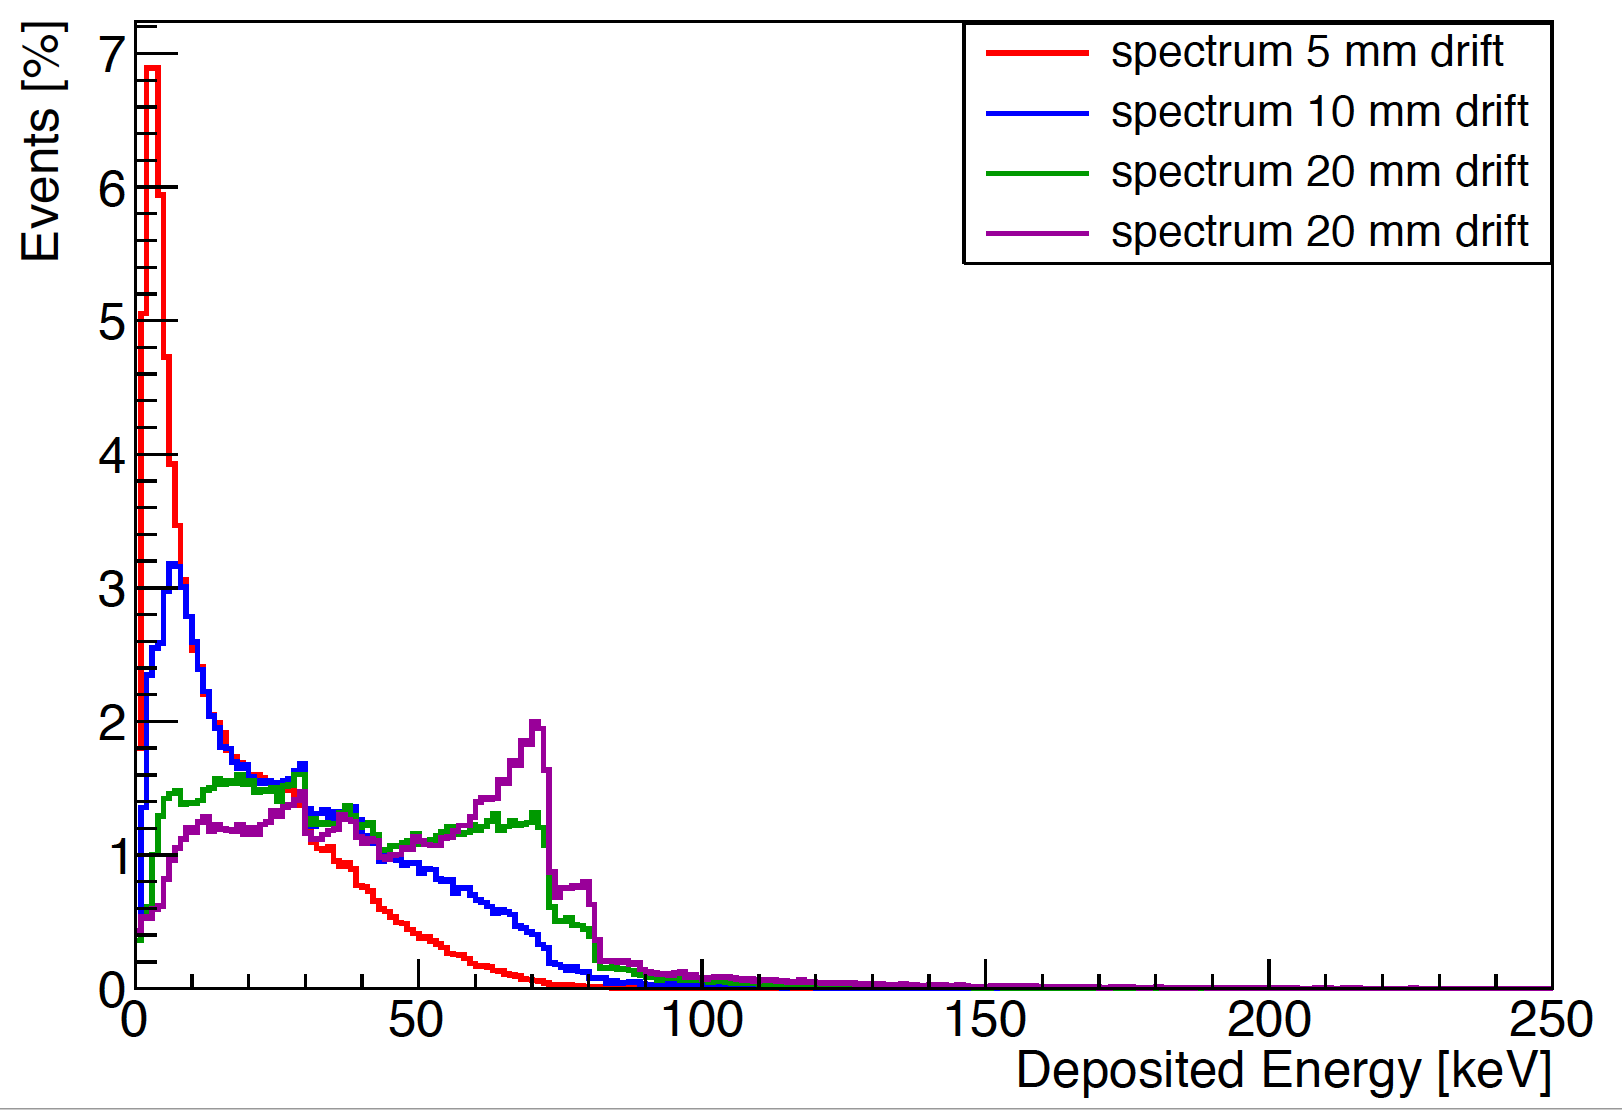 Events [%]
7
6
5
4
3
2
1
0
spectrum 5 mm drift
spectrum 10 mm drift
spectrum 20 mm drift
spectrum 20 mm drift
0 50 100 150 200 250
Deposited Energy [keV]